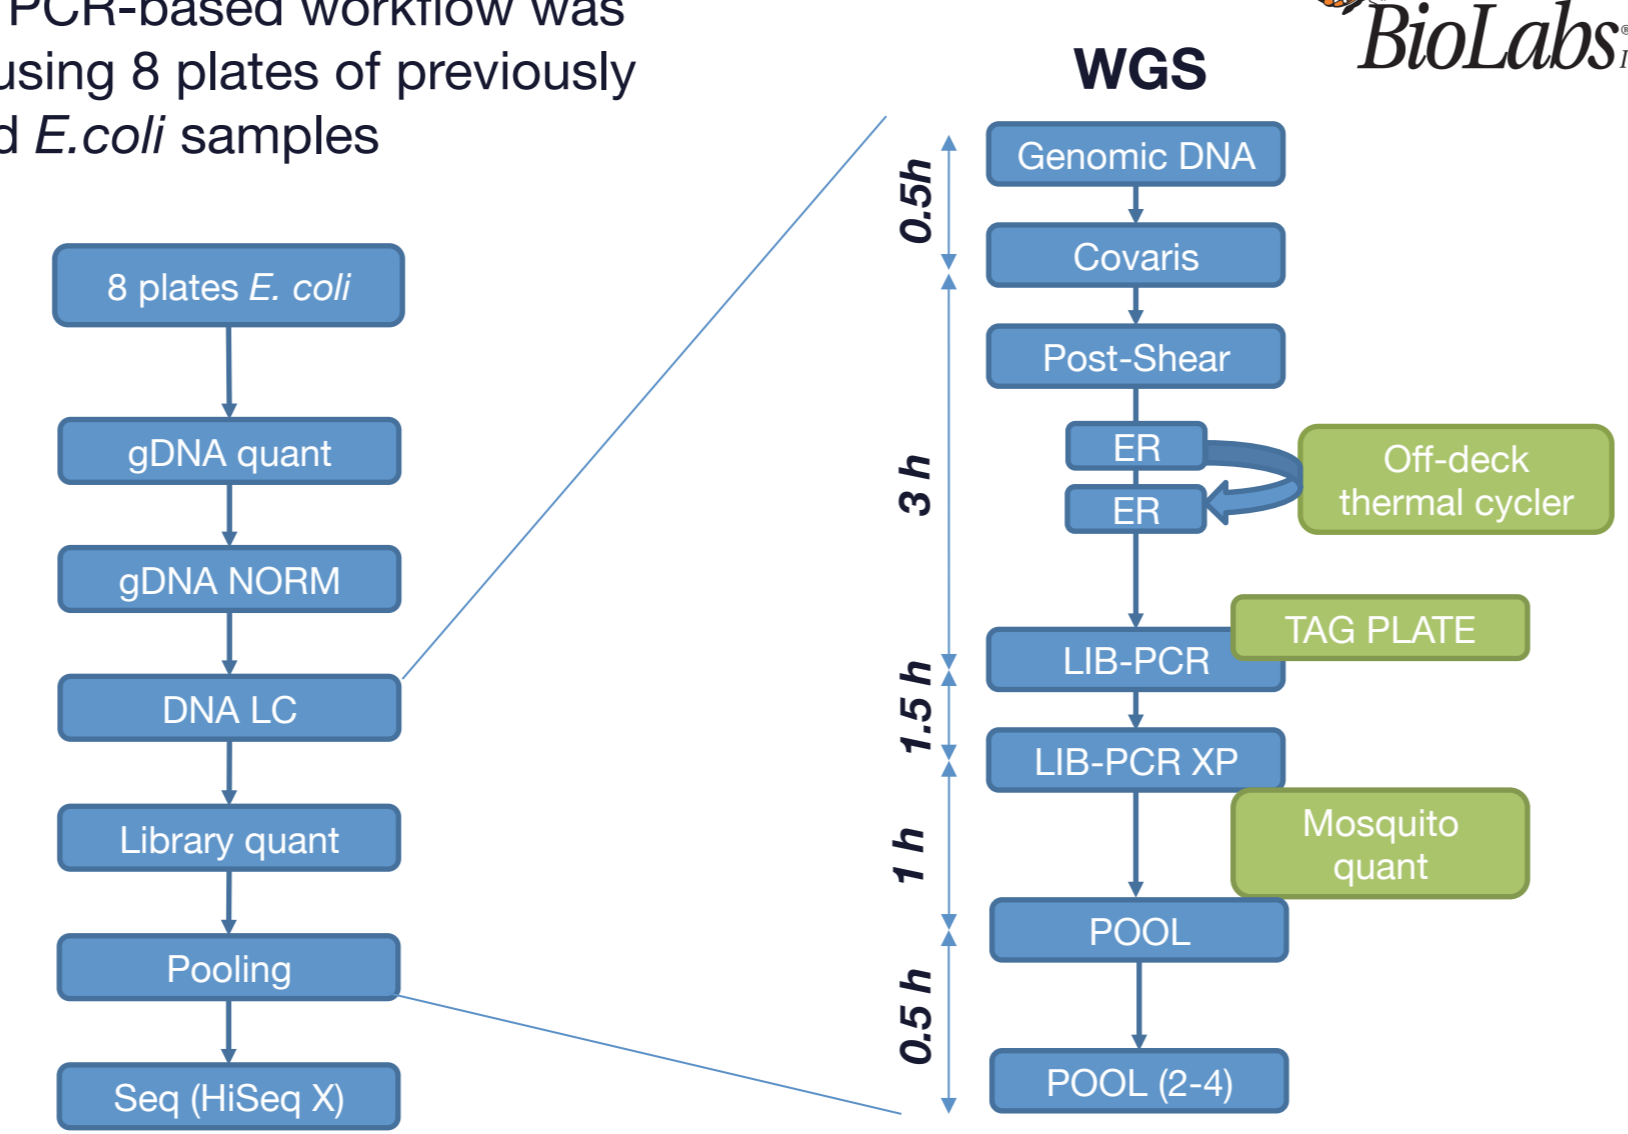 PCR-based workflow was
using 8 plates of previously
d E.coli samples
BioLabs®
WGS
8 plates E. coli
gDNA quant
gDNA NORM
DNA LC
Library quant
Pooling
Seq (HiSeq X)
0.5h
3 h
1.5 h
1 h
0.5 h
Genomic DNA
Covaris
Post-Shear
ER
ER
Off-deck
thermal cycler
TAG PLATE
LIB-PCR
LIB-PCR XP
Mosquito
quant
POOL
POOL (2-4)